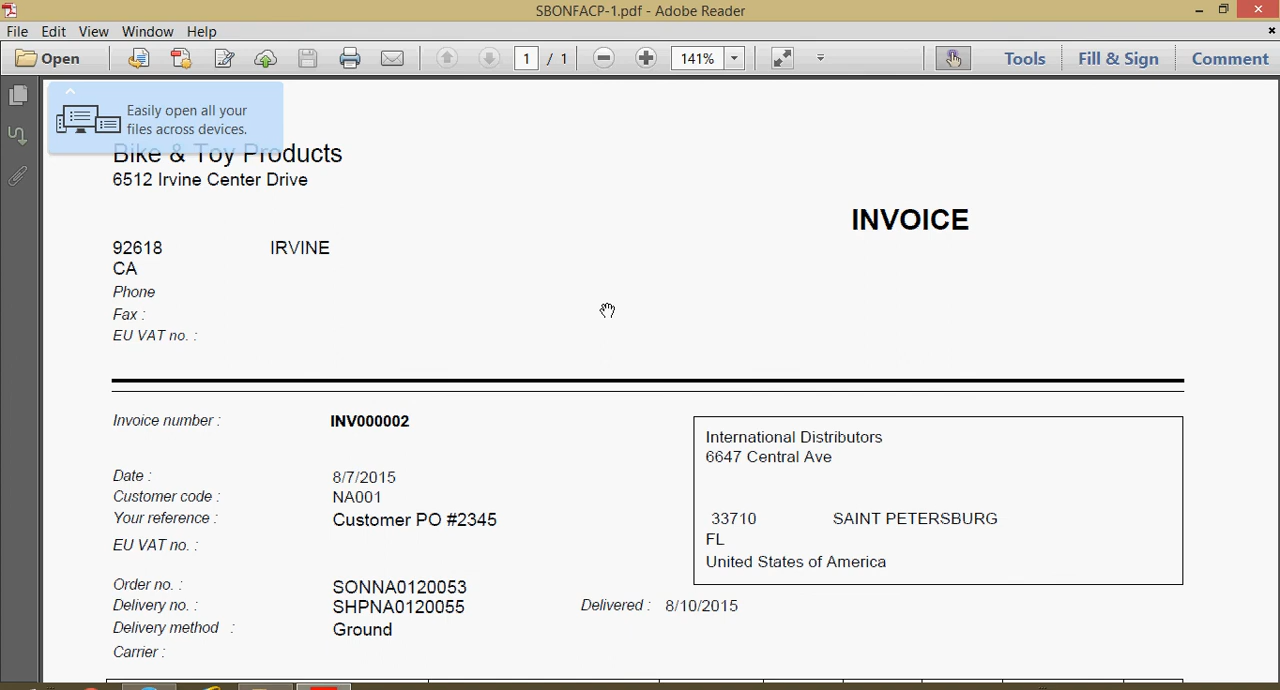 SBONFACP-1.pdf - Adobe Reader
File Edit View Window Help
Open 1 / 1 141% Tools Fill & Sign Comment
Easily open all your
files across devices.
Bike & Toy Products
6512 Irvine Center Drive
INVOICE
92618 IRVINE
CA
Phone
Fax :
EU VAT no. :
Invoice number : INV000002
International Distributors
6647 Central Ave
Date : 8/7/2015
Customer code : NA001
Your reference : Customer PO #2345
33710 SAINT PETERSBURG
FL
EU VAT no. :
United States of America
Order no. : SONNA0120053
Delivery no. : SHPNA0120055 Delivered : 8/10/2015
Delivery method : Ground
Carrier :